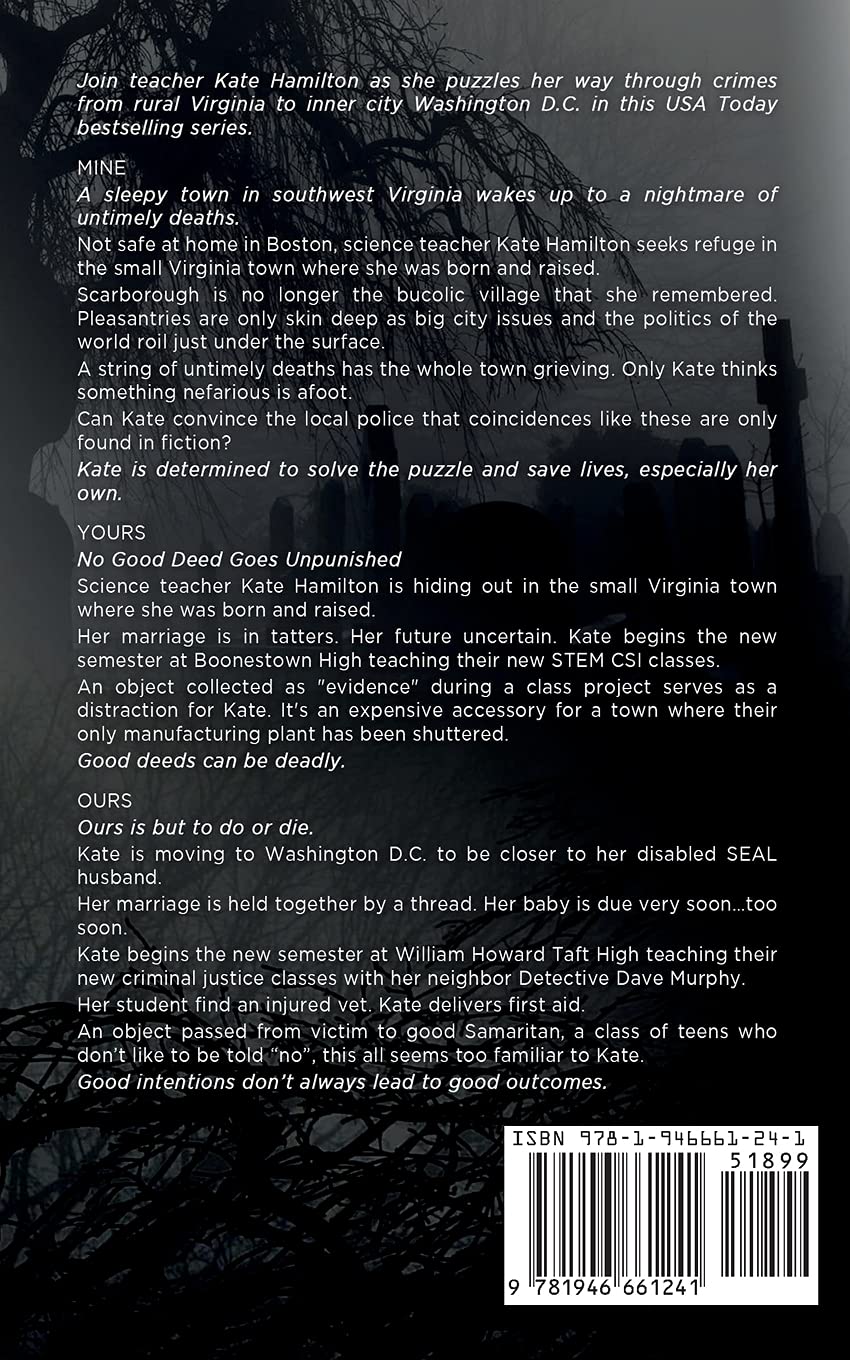 Join teacher Kate Hamilton as she puzzles her way through crimes
from rural Virginia to inner city Washington D.C. in this USA Today
bestselling series.
MINE
A sleepy town in southwest Virginia wakes up to a nightmare of
untimely deaths.
Not safe at home in Boston, science teacher Kate Hamilton seeks refuge in
the small Virginia town where she was born and raised.
Scarborough is no longer the bucolic village that she remembered.
Pleasantries are only skin deep as big city issues and the politics of the
world roil just under the surface.
A string of untimely deaths has the whole town grieving. Only Kate thinks
something nefarious is afoot.
Can Kate convince the local police that coincidences like these are only
found in fiction?
Kate is determined to solve the puzzle and save lives, especially her
own.
YOURS
No Good Deed Goes Unpunished
Science teacher Kate Hamilton is hiding out in the small Virginia town
where she was born and raised.
Her marriage is in tatters. Her future uncertain. Kate begins the new
semester at Boonestown High teaching their new STEM CSI classes.
An object collected as "evidence" during a class project serves as a
distraction for Kate. It's an expensive accessory for a town where their
only manufacturing plant has been shuttered.
Good deeds can be deadly.
OURS
Ours is but to do or die.
Kate is moving to Washington D.C. to be closer to her disabled SEAL
husband.
Her marriage is held together by a thread. Her baby is due very soon...too
soon.
Kate begins the new semester at William Howard Taft High teaching their
new criminal justice classes with her neighbor Detective Dave Murphy.
Her student find an injured vet. Kate delivers first aid.
An object passed from victim to good Samaritan, a class of teens who
don’t like to be told “no”, this all seems too familiar to Kate.
Good intentions don’t always lead to good outcomes.
ISBN 978-1-946661-24-1
51899
9 781946 661241